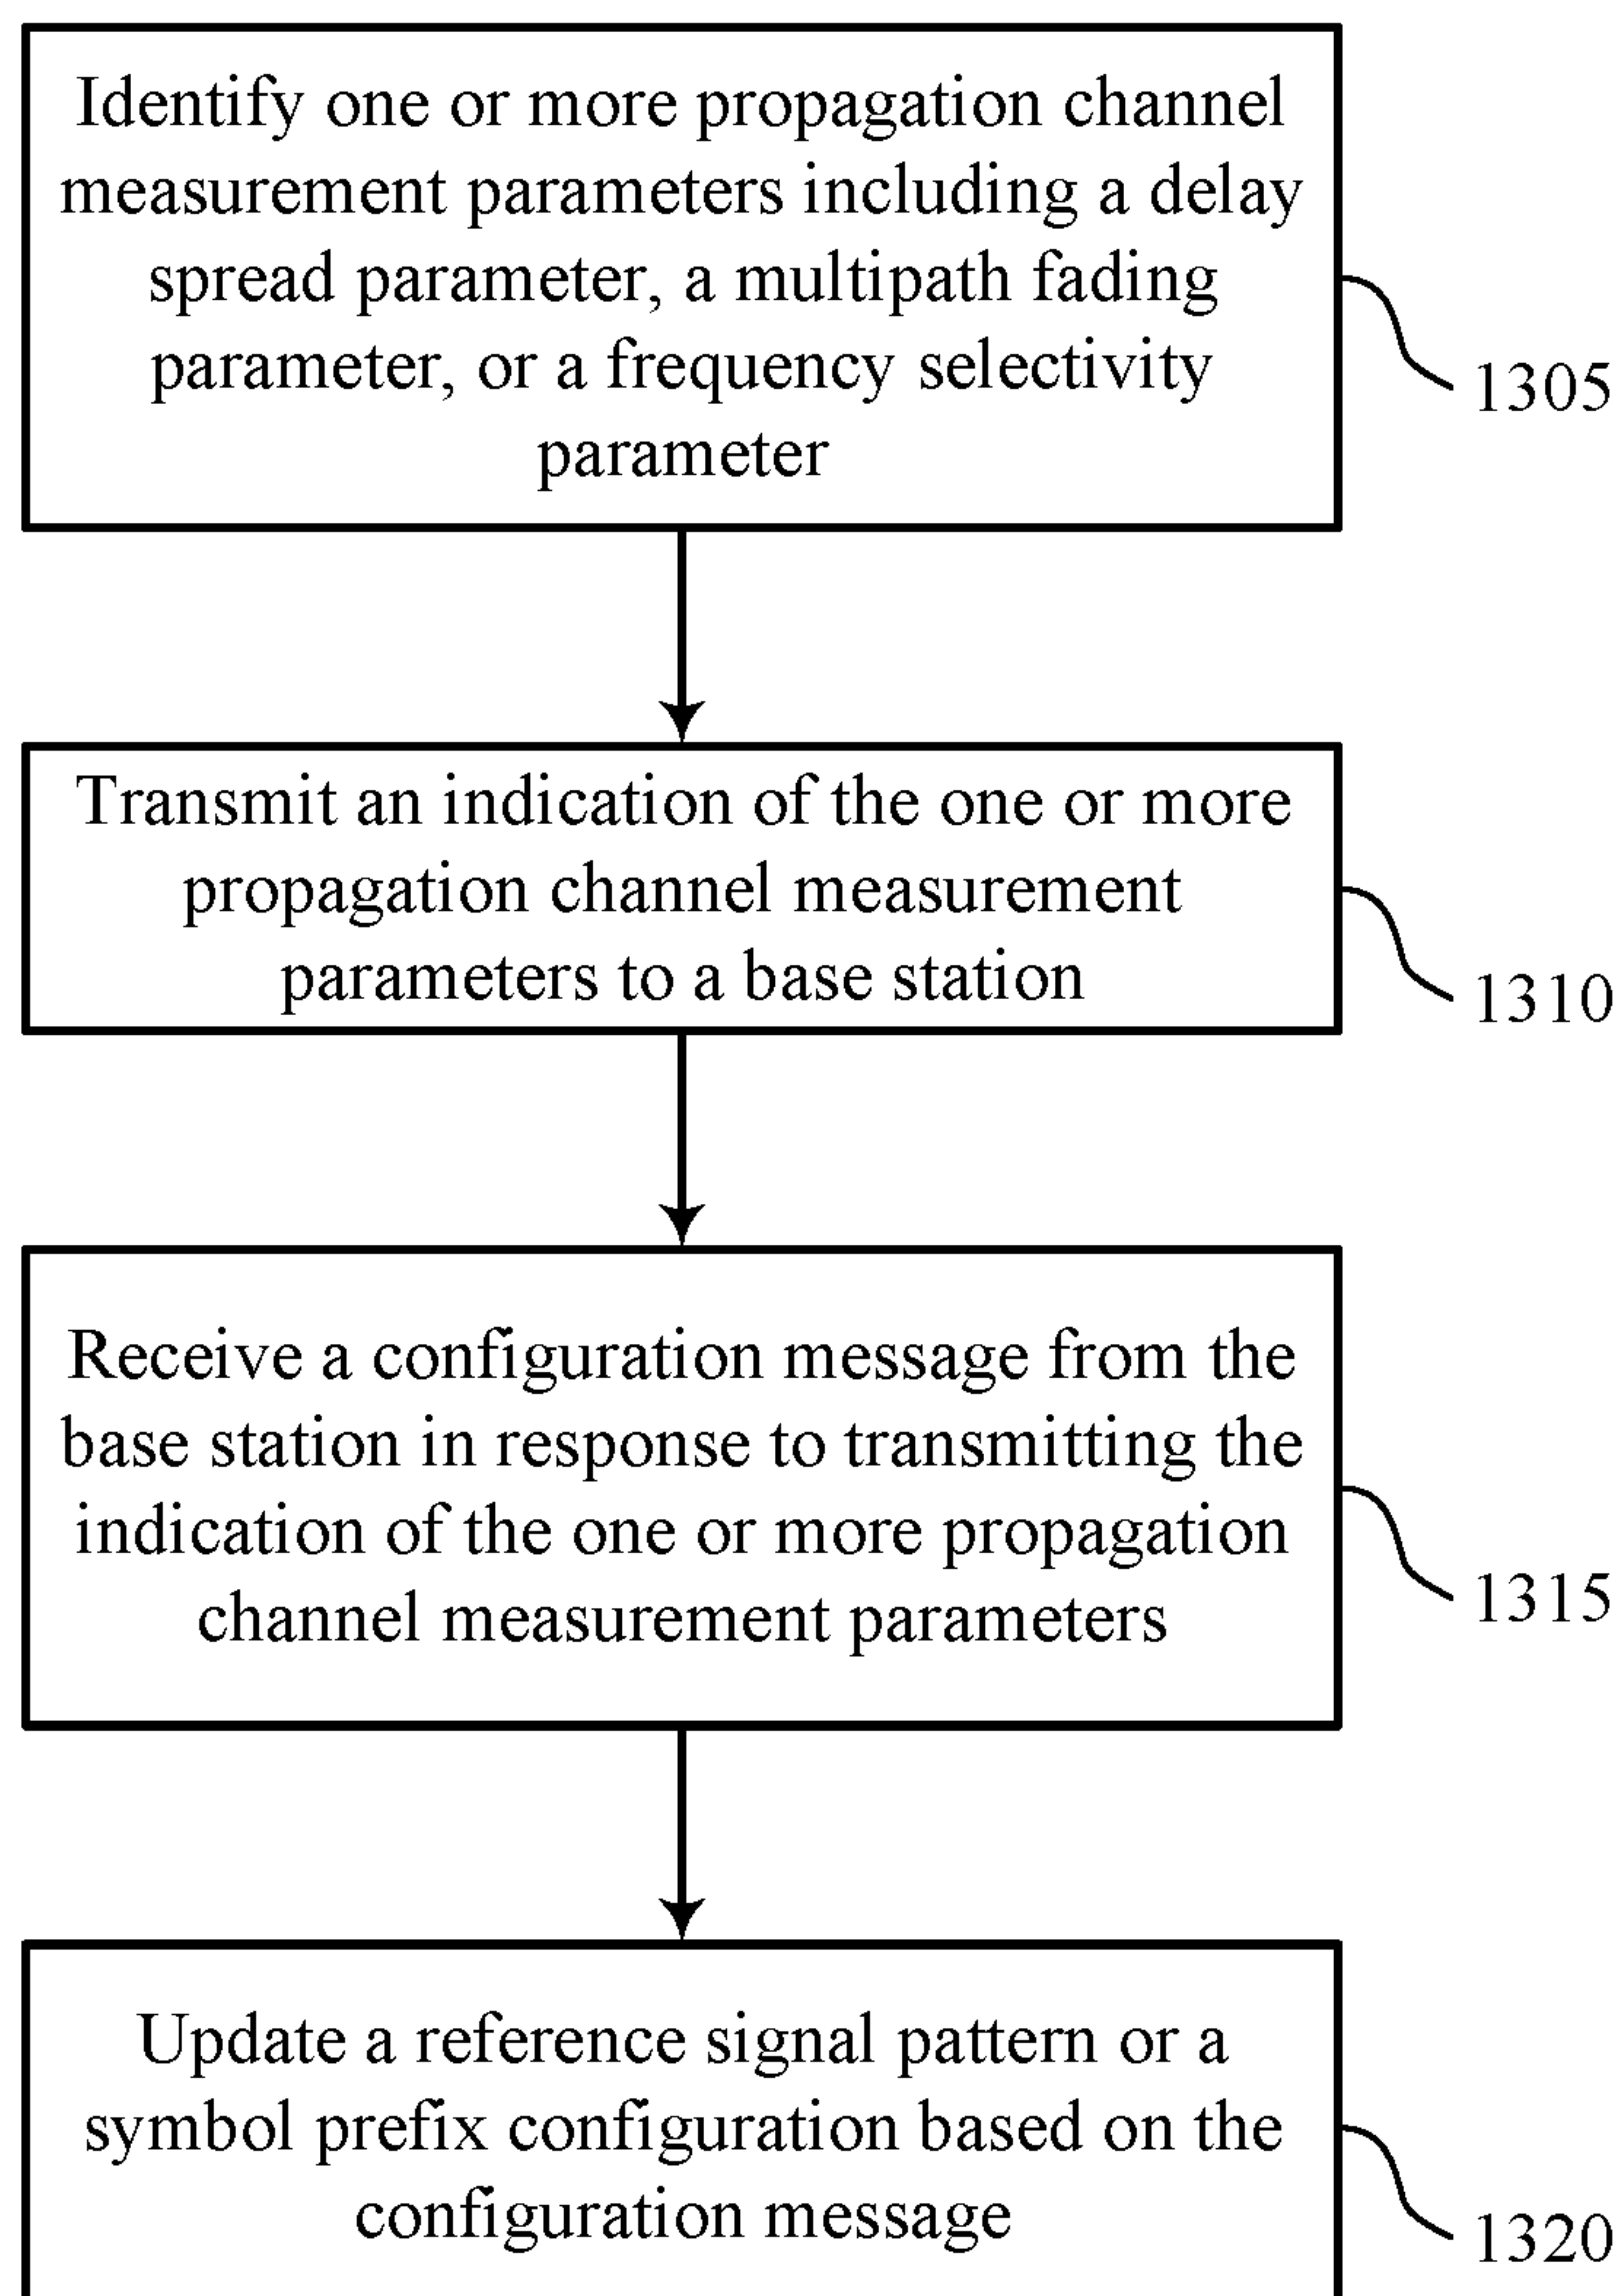 Identify one or more propagation channel
measurement parameters including a delay
spread parameter, a multipath fading
parameter, or a frequency selectivity
parameter
1305
Transmit an indication of the one or more
propagation channel measurement
parameters to a base station
1310
Receive a configuration message from the
base station in response to transmitting the
indication of the one or more propagation
channel measurement parameters
1315
Update a reference signal pattern or a
symbol prefix configuration based on the
configuration message
1320